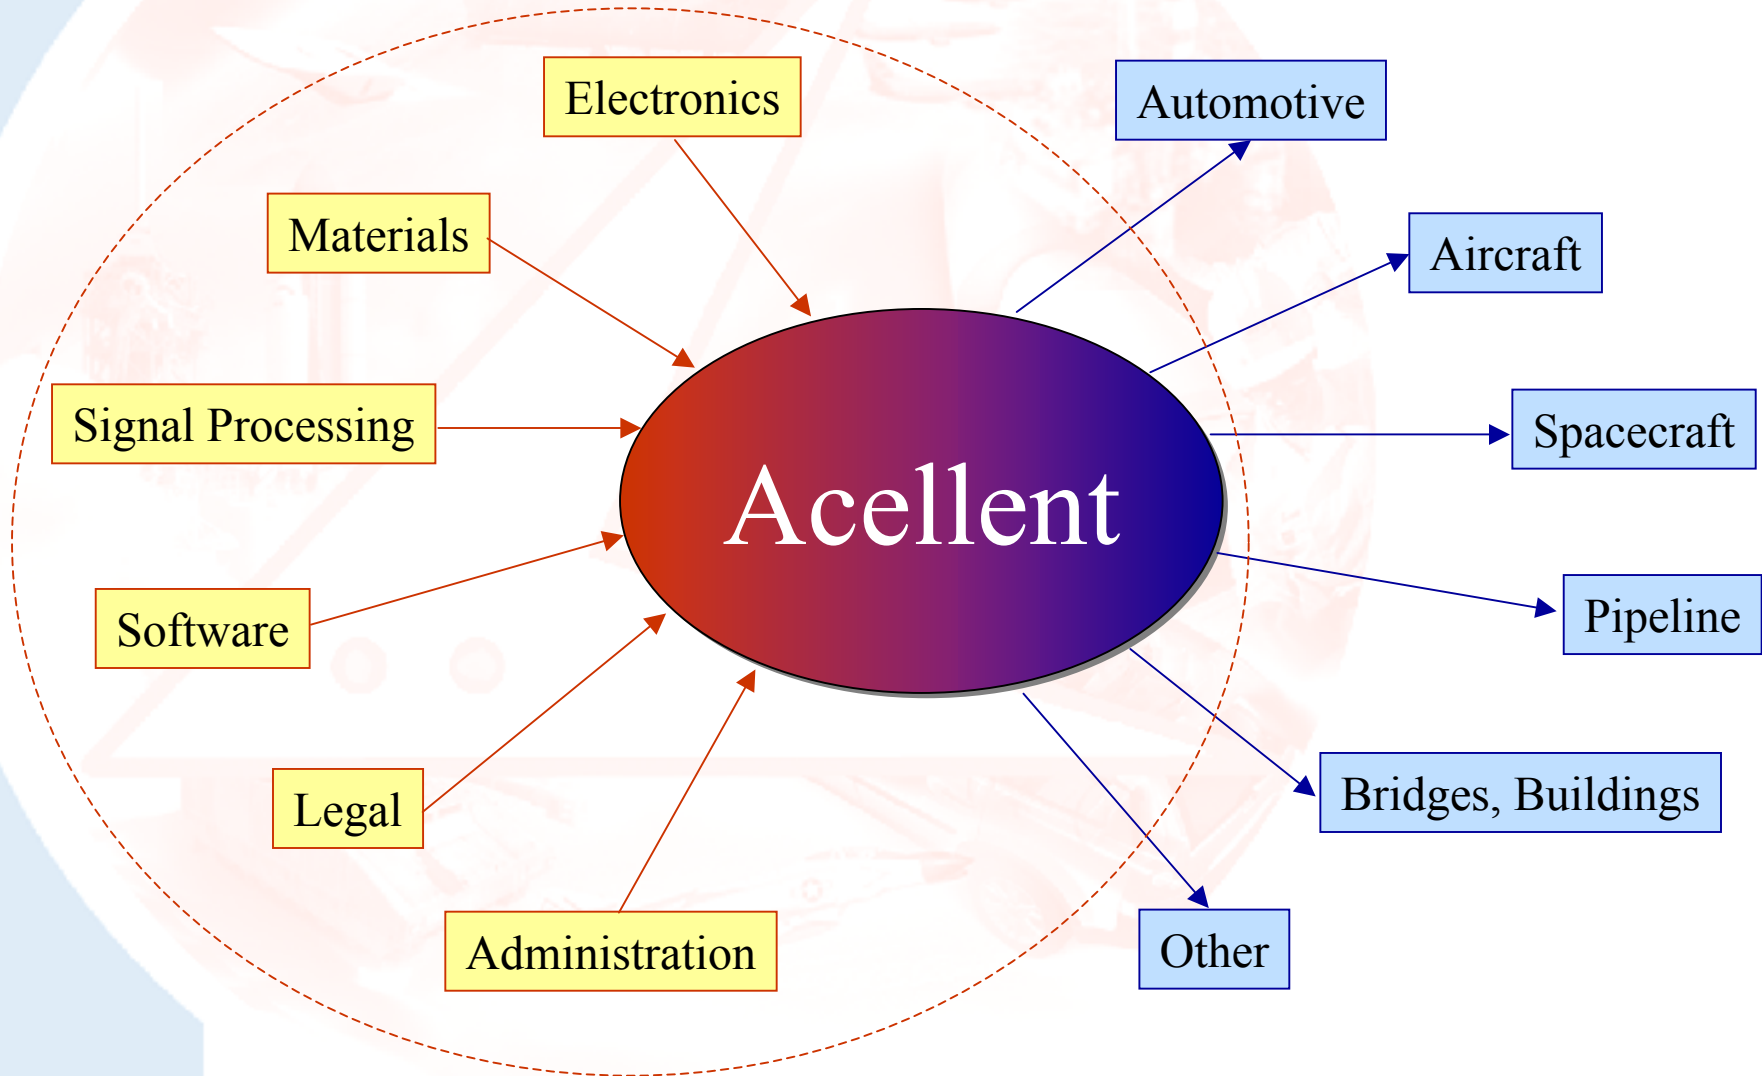 Electronics
Automotive
Materials
Aircraft
Signal Processing
Spacecraft
Acellent
Software
Pipeline
Legal
Bridges, Buildings
Administration
Other